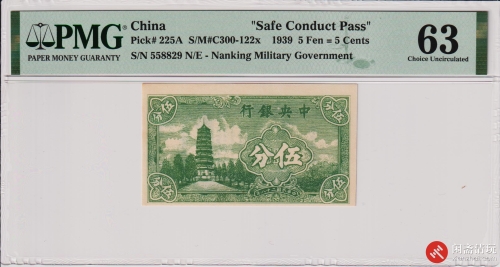 PMG
PAPER MONEY GUARANTY
China "Safe Conduct Pass"
Pick# 225A S/M#C300-122x 1939 5 Fen = 5 Cents
S/N 558829 N/E - Nanking Military Government
63
Choice Uncirculated
行銀央中
分伍